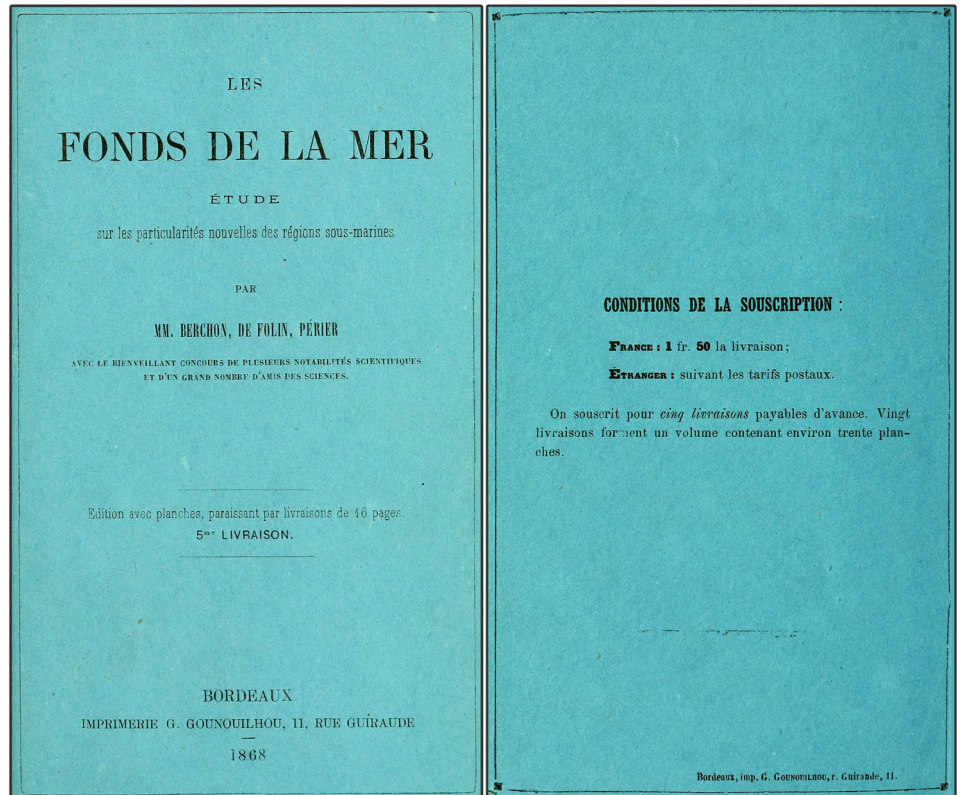 LES
FONDS DE LA MER
ÉTUDE
sur les particularités nouvelles des régions sous-marines
PAR
MM. BERCHON, DE FOLIN, PÉRIER
AVEC LE BIENVEILLANT CONCOURS DE PLUSIEURS NOTABILITÉS SCIENTIFIQUES
ET D'UN GRAND NOMBRE D'AMIS DES SCIENCES.
Edition avec planches, paraissant par livraisons de 16 pages.
5me LIVRAISON.
BORDEAUX
IMPRIMERIE G. GOUNOUILHOU, 11, RUE GUIRAUDE
1868
CONDITIONS DE LA SOUSCRIPTION :
FRANCE : 1 fr. 50 la livraison;
ÉTRANGER : suivant les tarifs postaux.
On souscrit pour cinq livraisons payables d'avance. Vingt
livraisons forment un volume contenant environ trente plan-
ches.
Bordeaux, imp. G. GOUNOUILHOU, r. Guiraude, 11.